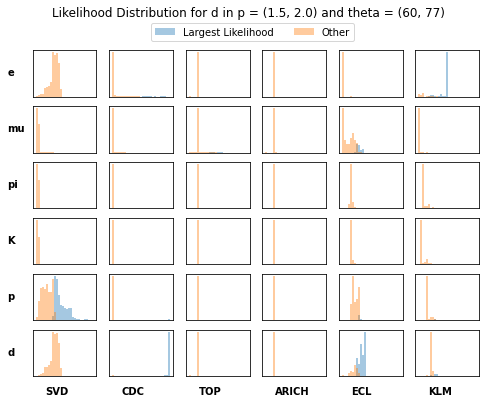 Likelihood Distribution for d in p = (1.5, 2.0) and theta = (60, 77)
Largest Likelihood Other
e
mu
pi
K
p
d
SVD CDC TOP ARICH ECL KLM